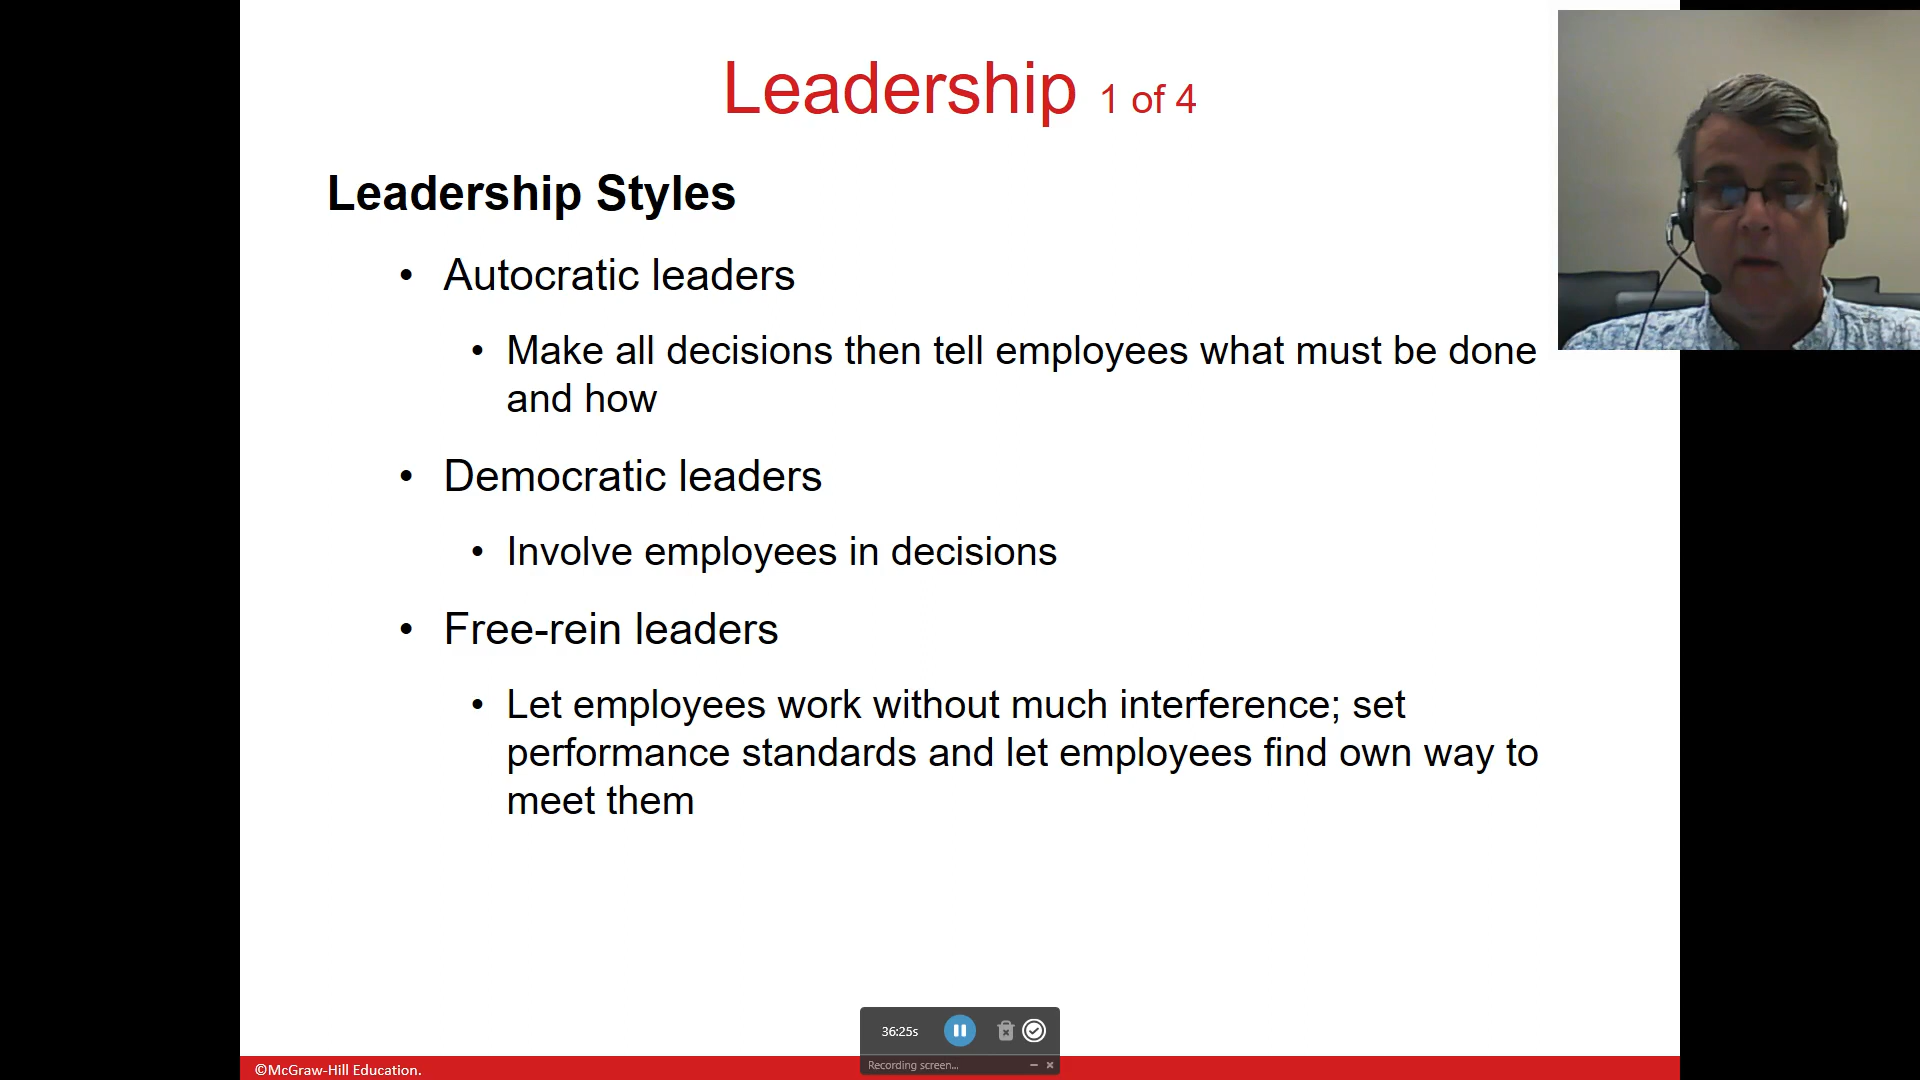 Leadership 1 of 4
Leadership Styles
• Autocratic leaders
• Make all decisions then tell employees what must be done
and how
• Democratic leaders
• Involve employees in decisions
• Free-rein leaders
• Let employees work without much interference; set
performance standards and let employees find own way to
meet them
36:25s
Recording screen...
©McGraw-Hill Education.